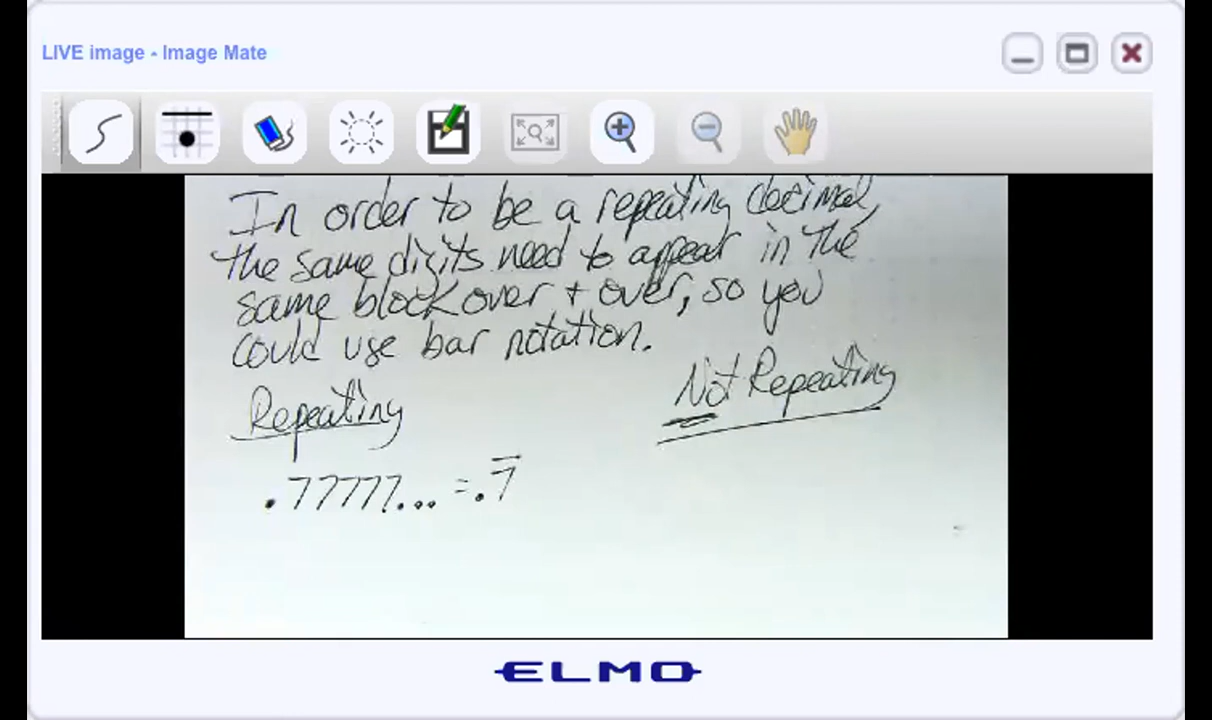 LIVE image - Image Mate
In order to be a repeating decimal,
the same digits need to appear in the
same block over + over, so you
could use bar notation.
Repeating
Not Repeating
.77777... = .7̅
ELMO